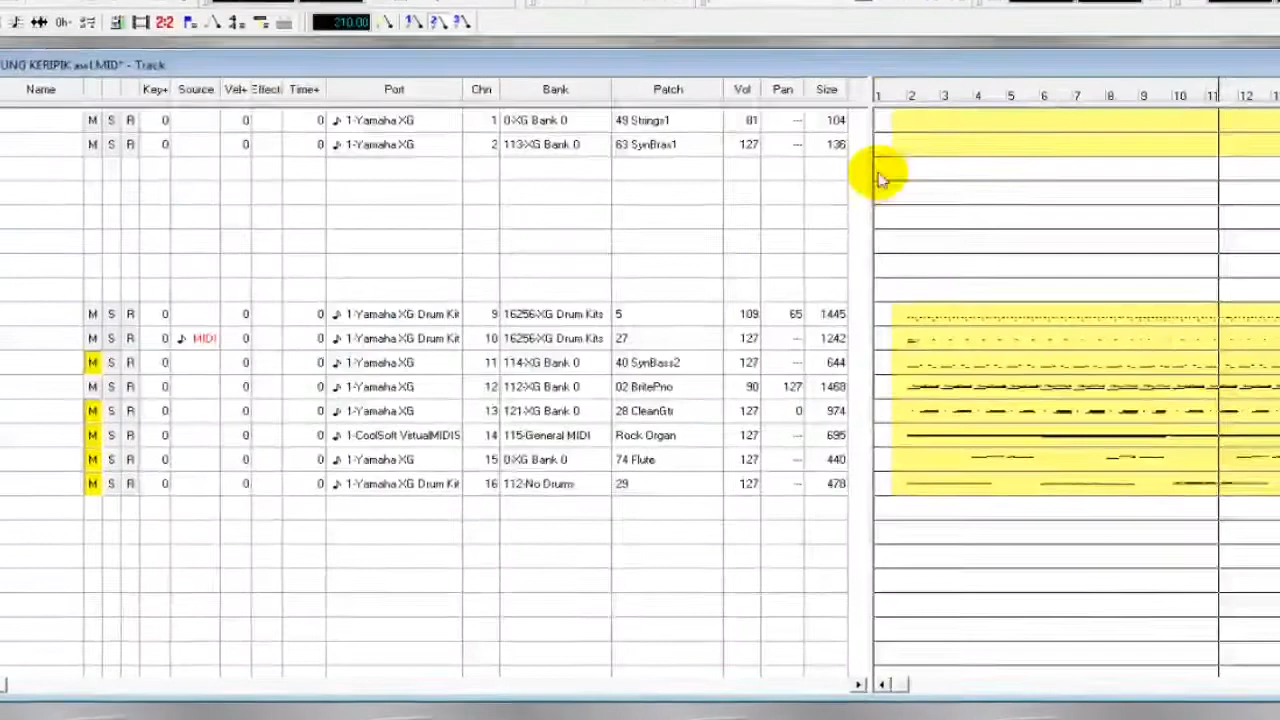 2:2 210.00
UNG KERIPIK asol.MID* - Track
Name Key+ Source Vel+ Effect Time+ Port Chn Bank Patch Vol Pan Size 1 2 3 4 5 6 7 8 9 10 11 12
M S R 0 0 0 1-Yamaha XG 1 0-XG Bank 0 49 Strings1 81 --- 104
M S R 0 0 0 1-Yamaha XG 2 113-XG Bank 0 63 SynBras1 127 --- 136
M S R 0 0 0 1-Yamaha XG Drum Kit 9 16256-XG Drum Kits 5 109 65 1445
M S R 0 MIDI 0 0 1-Yamaha XG Drum Kit 10 16256-XG Drum Kits 27 127 --- 1242
M S R 0 0 0 1-Yamaha XG 11 114-XG Bank 0 40 SynBass2 127 --- 644
M S R 0 0 0 1-Yamaha XG 12 112-XG Bank 0 02 BritePno 90 127 1468
M S R 0 0 0 1-Yamaha XG 13 121-XG Bank 0 28 CleanGtr 127 0 974
M S R 0 0 0 1-CoolSoft VirtualMIDIS 14 115-General MIDI Rock Organ 127 --- 695
M S R 0 0 0 1-Yamaha XG 15 0-XG Bank 0 74 Flute 127 --- 440
M S R 0 0 0 1-Yamaha XG Drum Kit 16 112-No Drums 29 127 --- 478